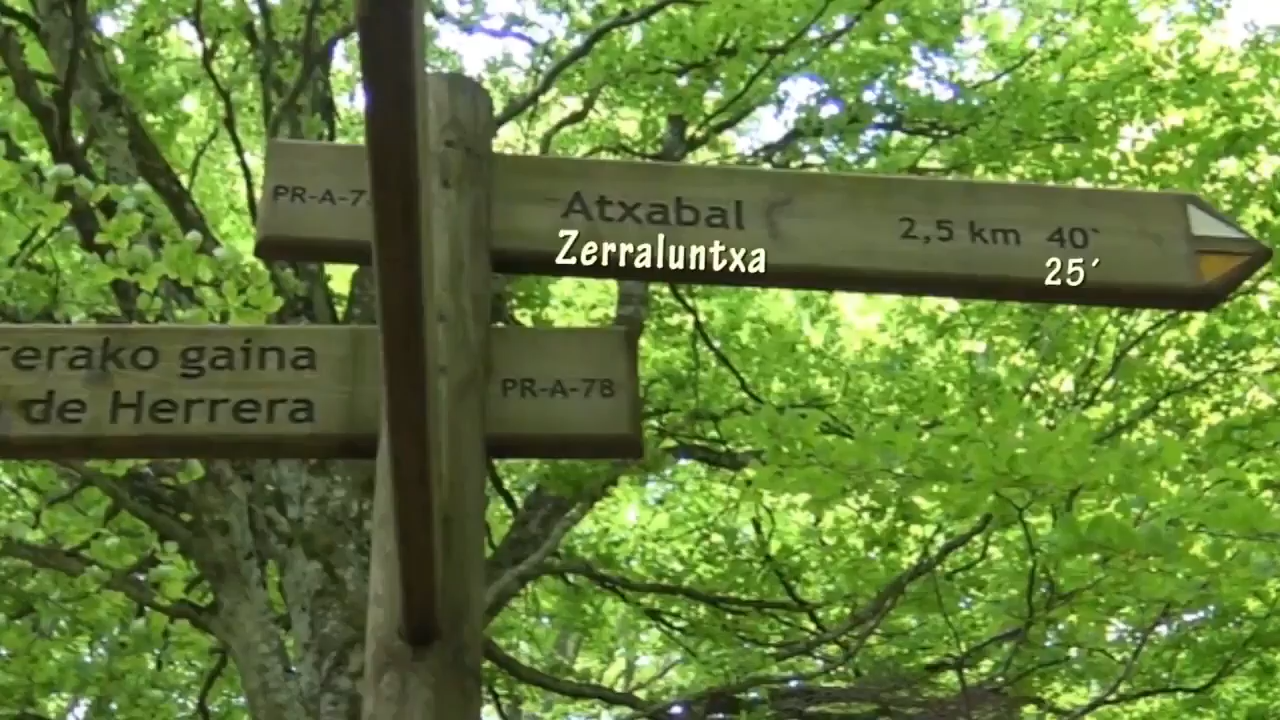 PR-A-7
Atxabal 2,5 km 40`
Zerraluntxa 25´
rerako gaina
de Herrera
PR-A-78